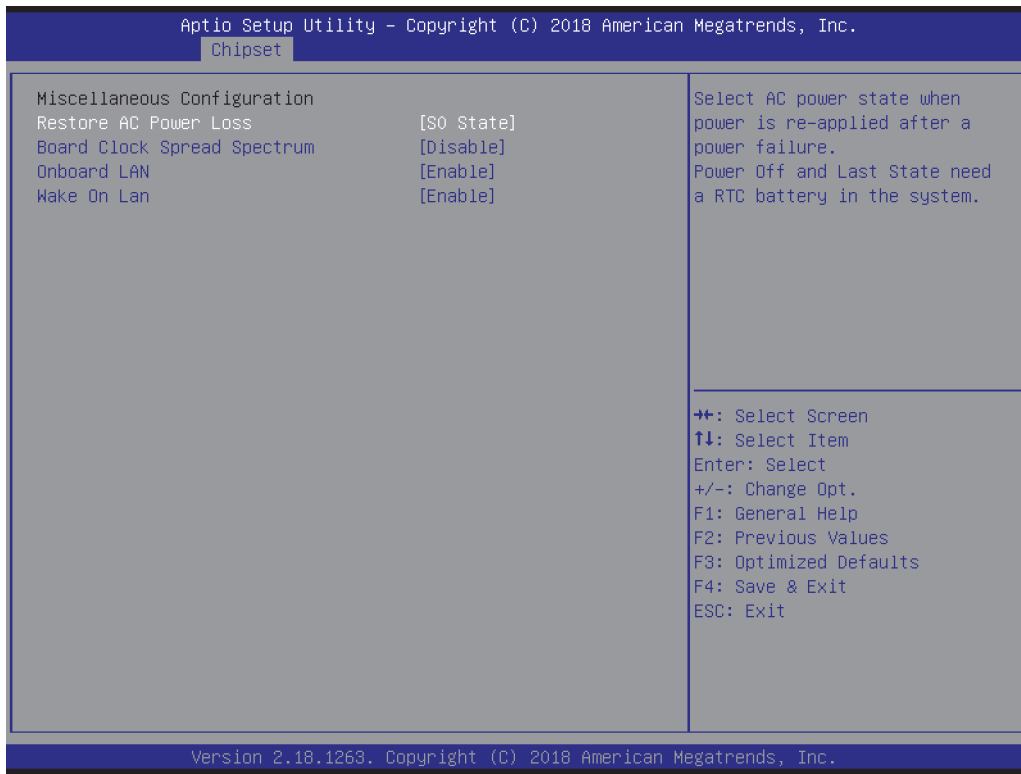 Aptio Setup Utility – Copyright (C) 2018 American Megatrends, Inc.
Chipset
Miscellaneous Configuration
Restore AC Power Loss [S0 State]
Board Clock Spread Spectrum [Disable]
Onboard LAN [Enable]
Wake On Lan [Enable]
Select AC power state when
power is re-applied after a
power failure.
Power Off and Last State need
a RTC battery in the system.
→←: Select Screen
↑↓: Select Item
Enter: Select
+/-: Change Opt.
F1: General Help
F2: Previous Values
F3: Optimized Defaults
F4: Save & Exit
ESC: Exit
Version 2.18.1263. Copyright (C) 2018 American Megatrends, Inc.